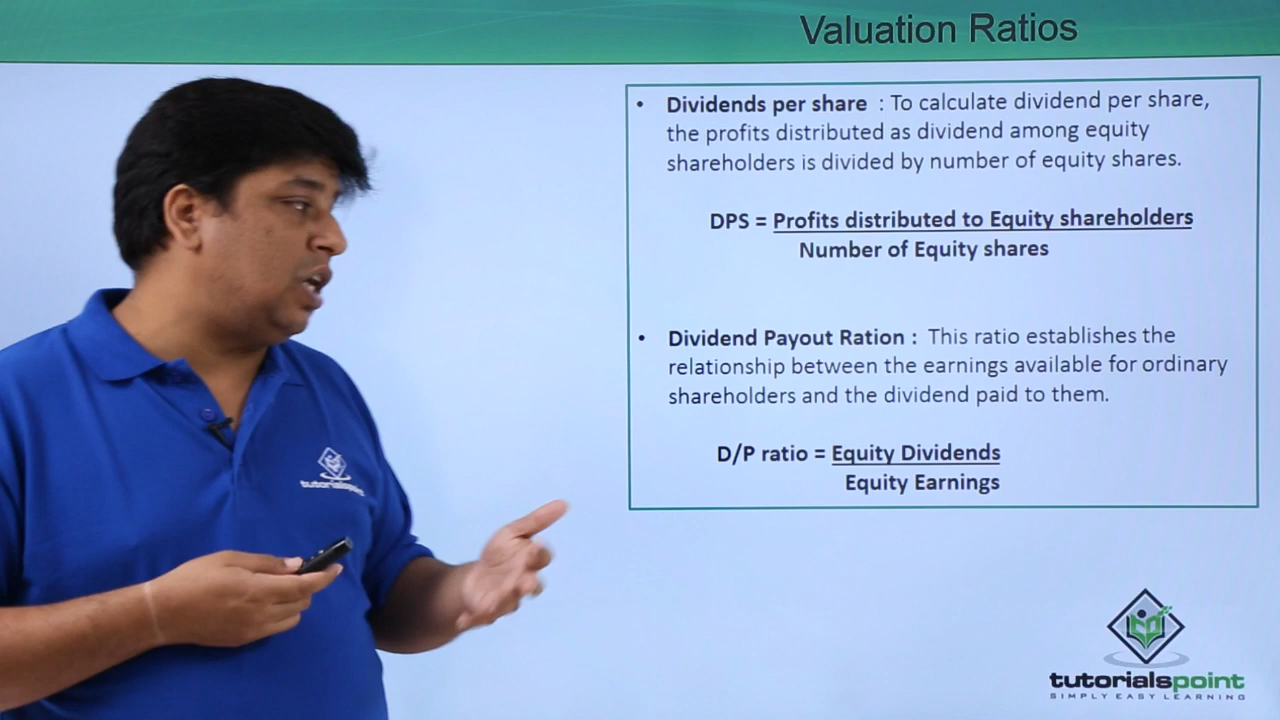 Valuation Ratios
• Dividends per share : To calculate dividend per share,
the profits distributed as dividend among equity
shareholders is divided by number of equity shares.
DPS = Profits distributed to Equity shareholders
Number of Equity shares
• Dividend Payout Ration : This ratio establishes the
relationship between the earnings available for ordinary
shareholders and the dividend paid to them.
D/P ratio = Equity Dividends
Equity Earnings
tutorialspoint
tutorialspoint
SIMPLY EASY LEARNING